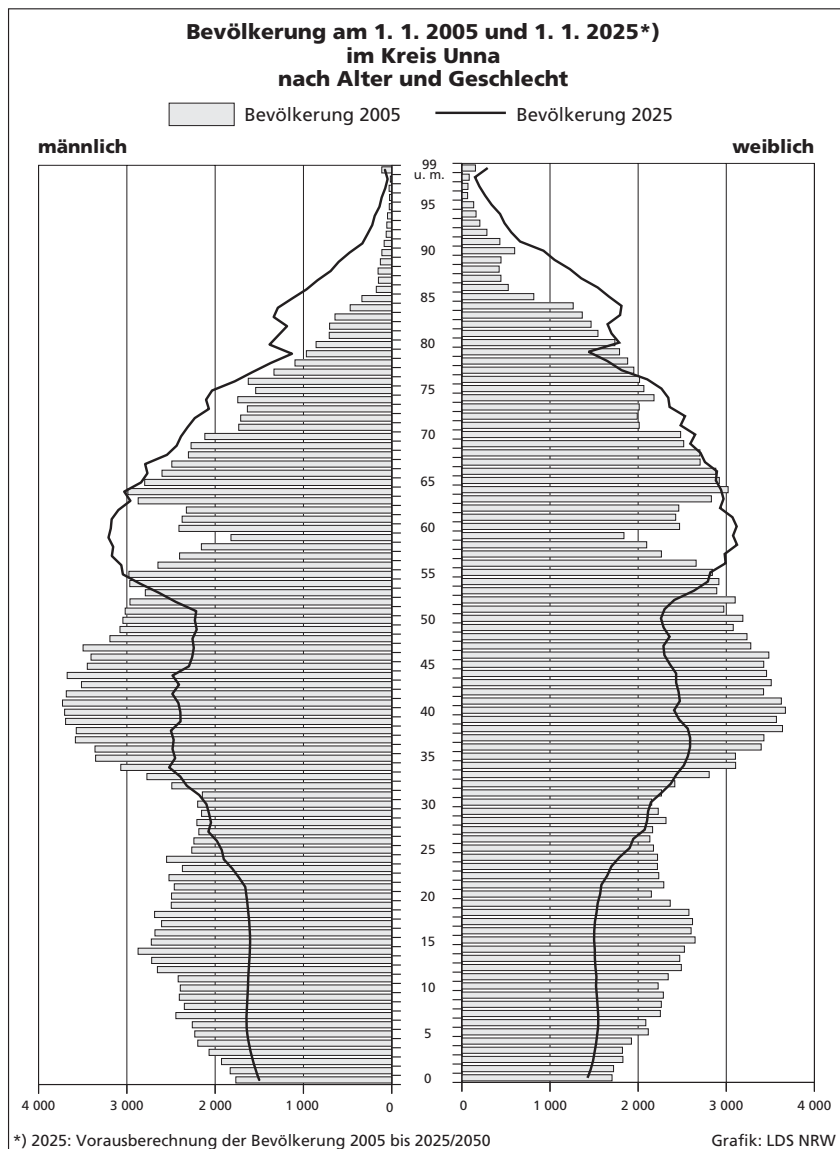 Bevölkerung am 1. 1. 2005 und 1. 1. 2025*)
im Kreis Unna
nach Alter und Geschlecht
Bevölkerung 2005 Bevölkerung 2025
männlich weiblich
99
u. m.
95
90
85
80
75
70
65
60
55
50
45
40
35
30
25
20
15
10
5
0
4 000 3 000 2 000 1 000 0 0 1 000 2 000 3 000 4 000
*) 2025: Vorausberechnung der Bevölkerung 2005 bis 2025/2050 Grafik: LDS NRW